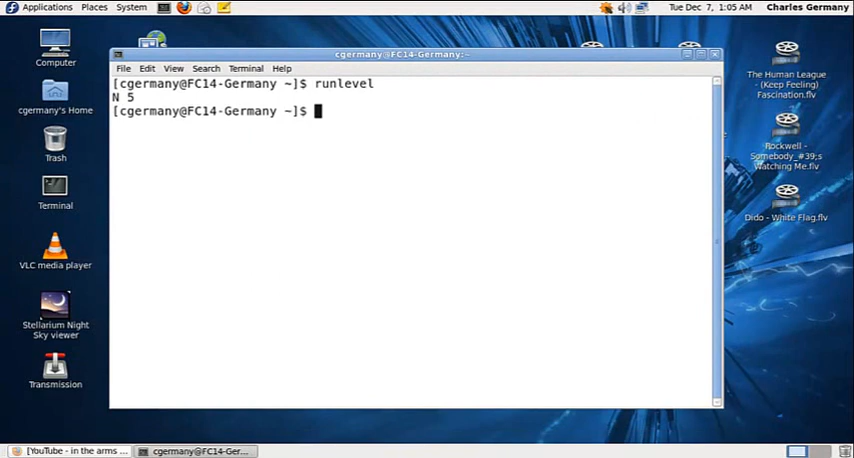 Applications Places System
Tue Dec 7, 1:05 AM Charles Germany
cgermany@FC14-Germany:~
File Edit View Search Terminal Help
[cgermany@FC14-Germany ~]$ runlevel
N 5
[cgermany@FC14-Germany ~]$
Computer
cgermany's Home
Trash
Terminal
VLC media player
Stellarium Night
Sky viewer
Transmission
The Human League
- (Keep Feeling)
Fascination.flv
Rockwell -
Somebody_#39;s
Watching Me.flv
Dido - White Flag.flv
[YouTube - in the arms ...
cgermany@FC14-Ger...